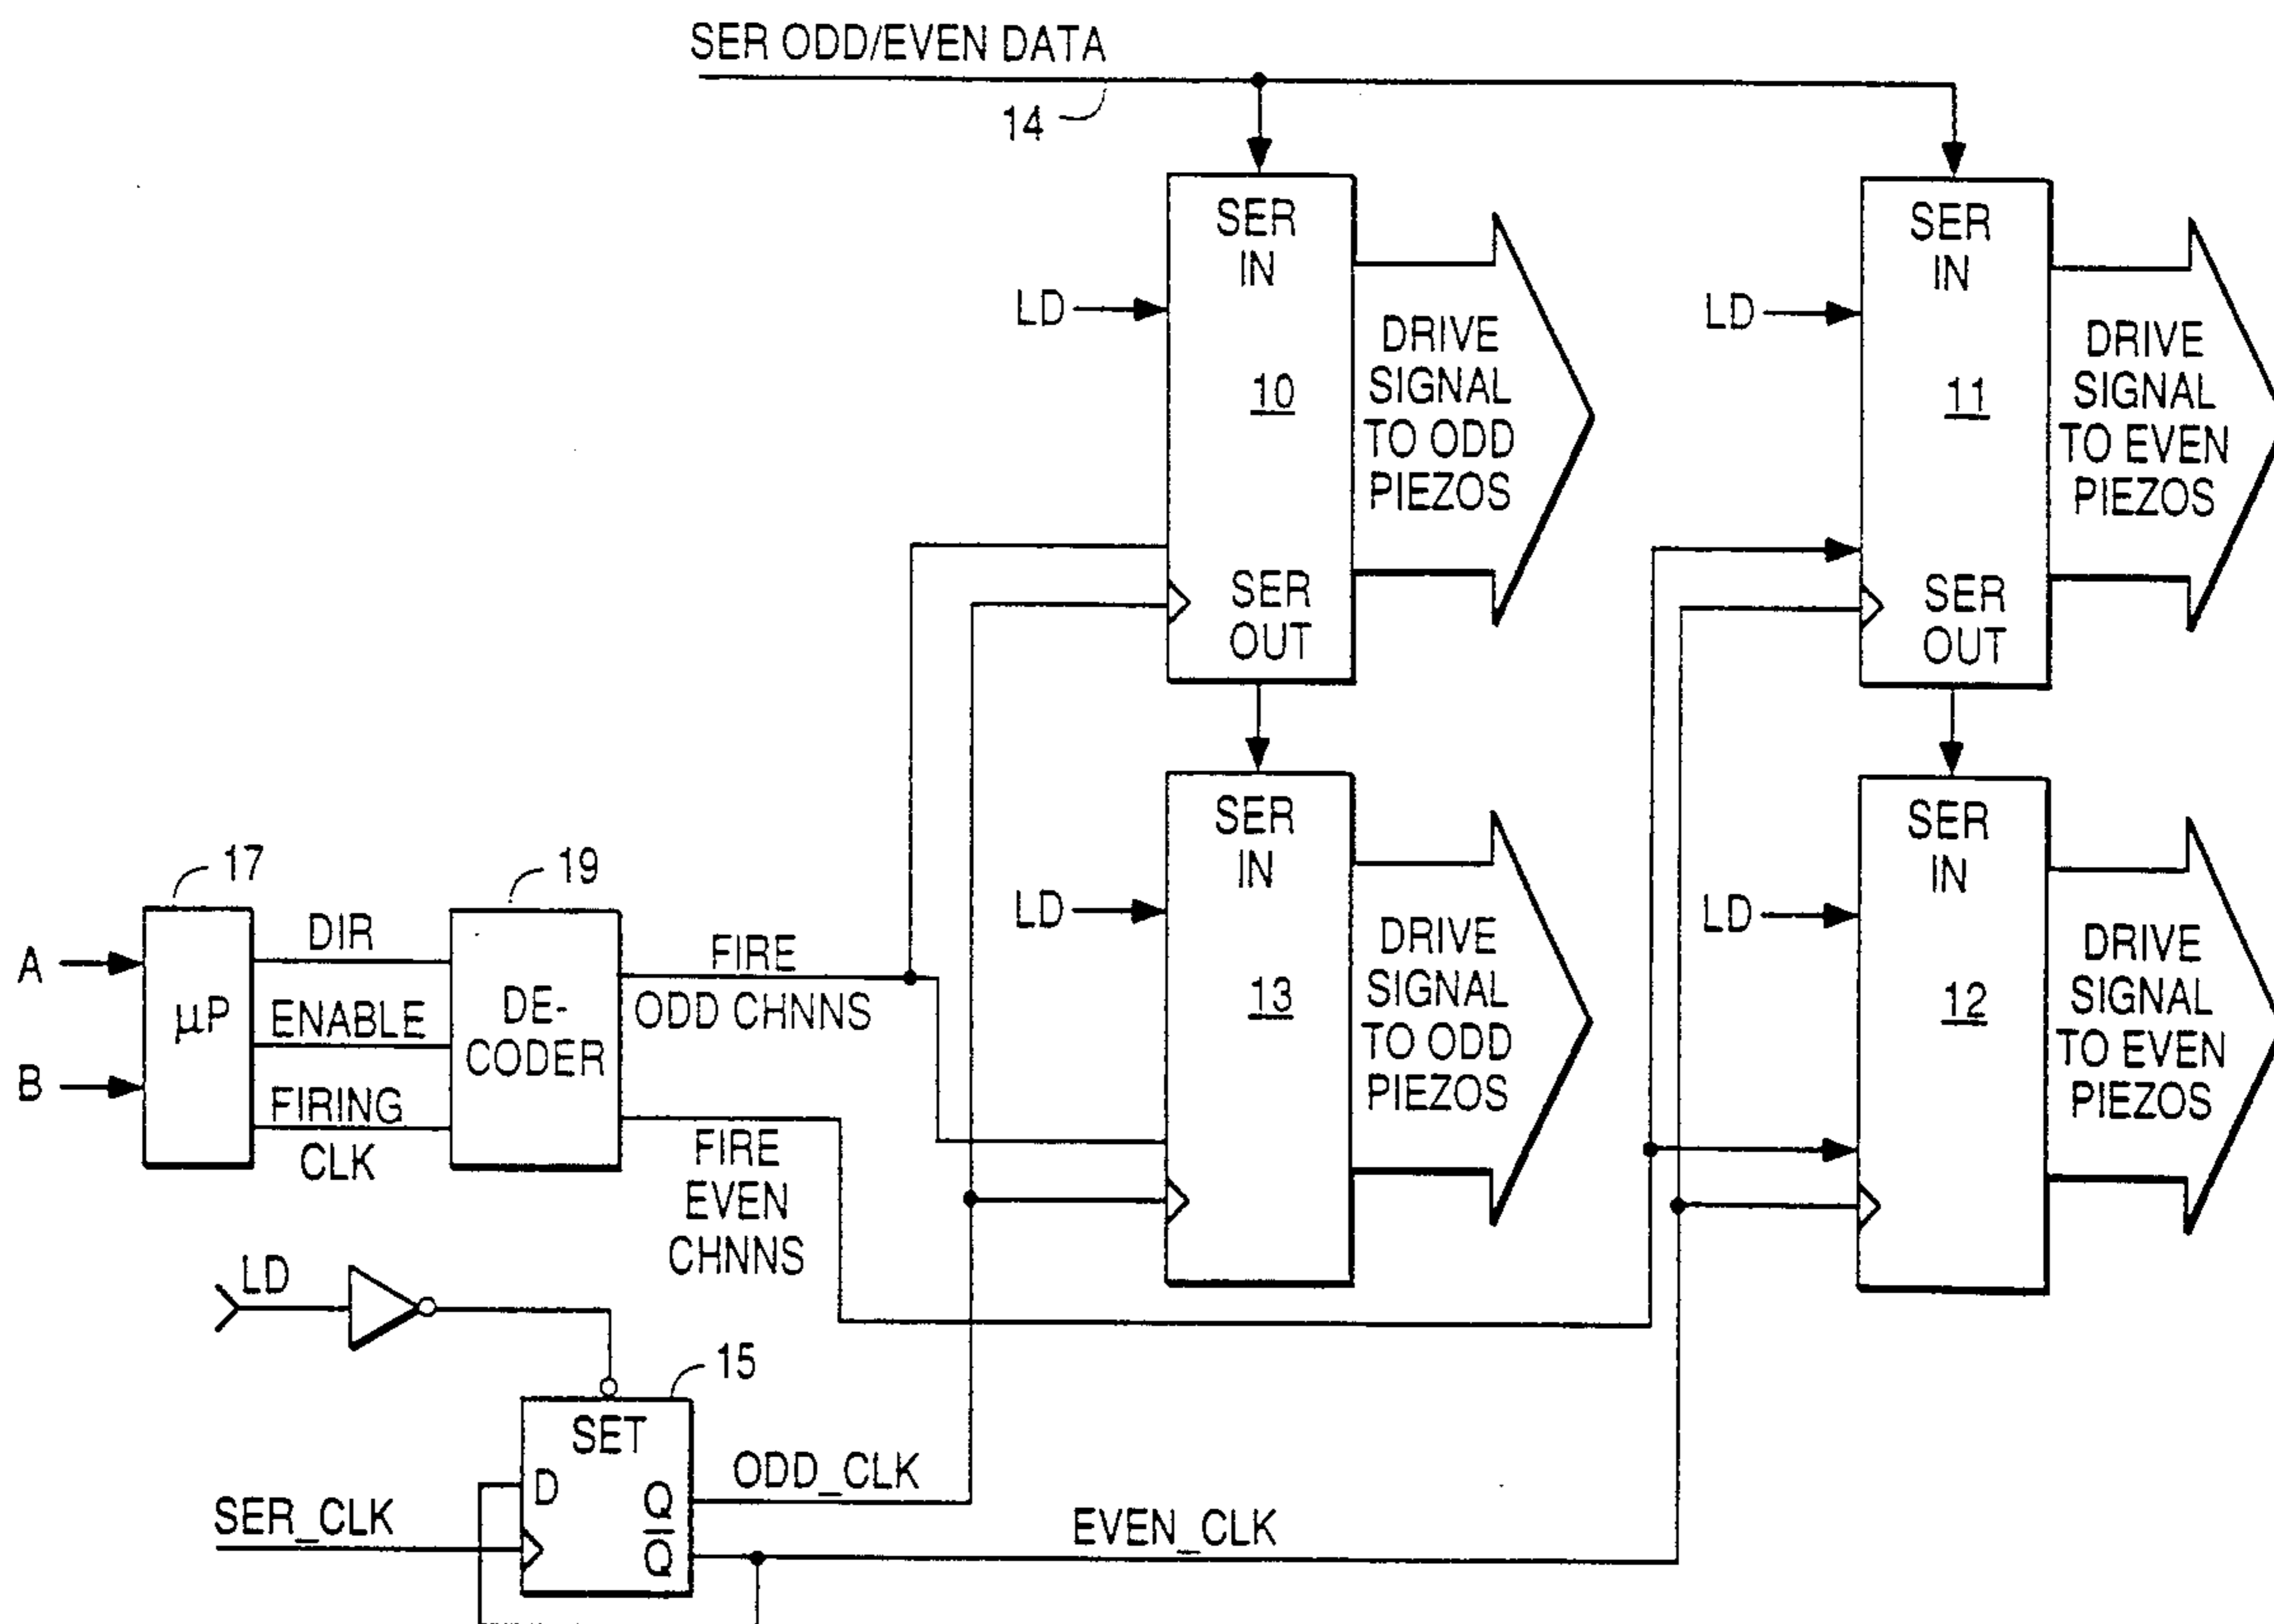 SER ODD/EVEN DATA
14
SER
IN
LD
10
SER
OUT
DRIVE
SIGNAL
TO ODD
PIEZOS
SER
IN
LD
11
SER
OUT
DRIVE
SIGNAL
TO EVEN
PIEZOS
SER
IN
LD
13
DRIVE
SIGNAL
TO ODD
PIEZOS
SER
IN
LD
12
DRIVE
SIGNAL
TO EVEN
PIEZOS
17
A
B
µP
DIR
ENABLE
FIRING
CLK
19
DE-
CODER
FIRE
ODD CHNNS
FIRE
EVEN
CHNNS
LD
15
SET
D
Q
Q̅
SER_CLK
ODD_CLK
EVEN_CLK